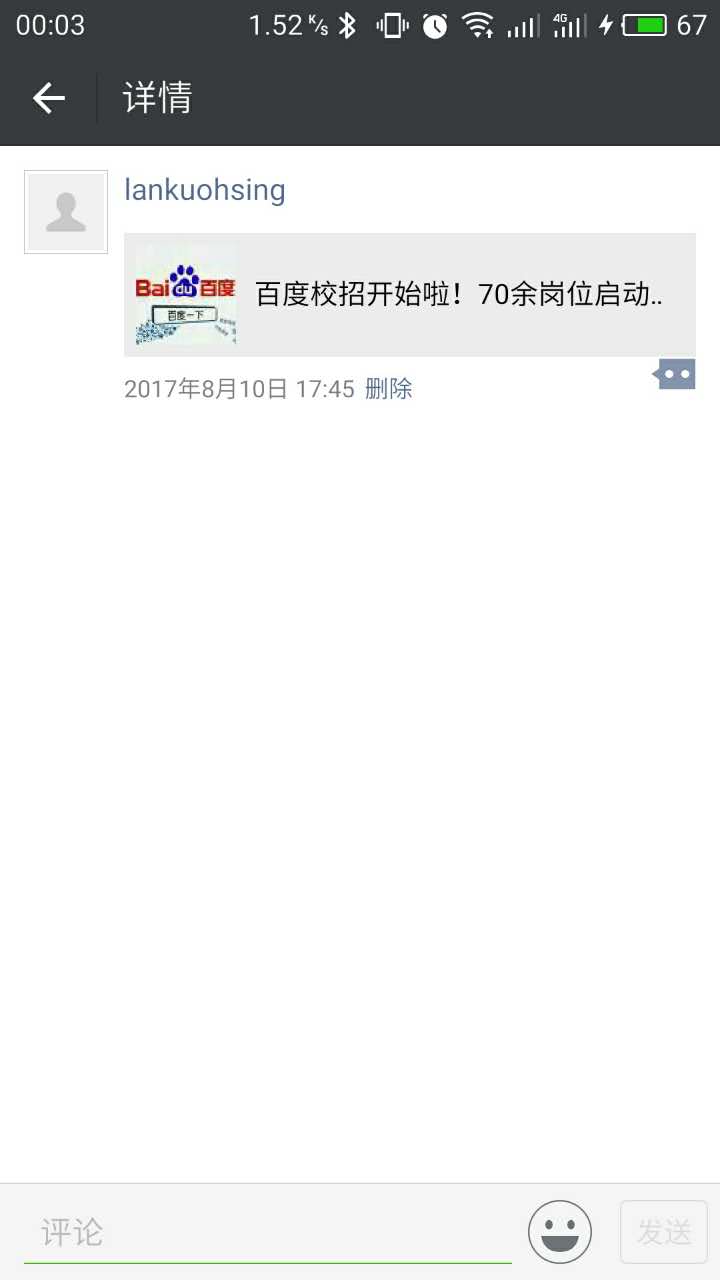 00:03 1.52 K/s 4G 67
详情
lankuohsing
Bai du 百度
百度一下
百度校招开始啦！70余岗位启动..
2017年8月10日 17:45 删除
评论 发送